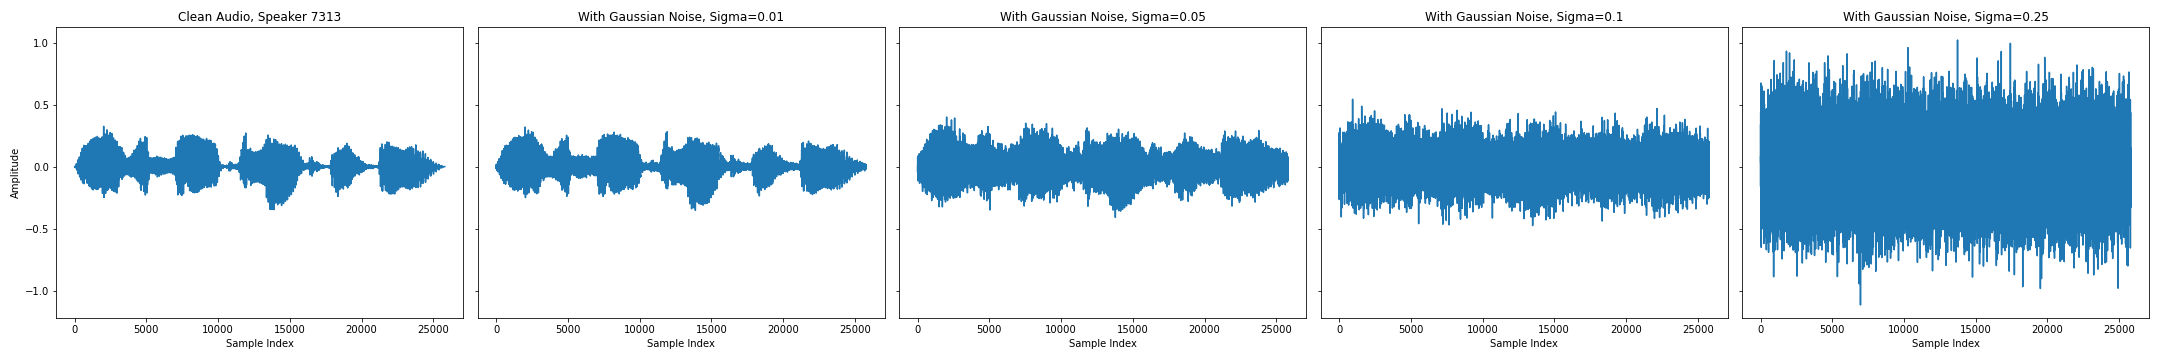 Clean Audio, Speaker 7313
With Gaussian Noise, Sigma=0.01
With Gaussian Noise, Sigma=0.05
With Gaussian Noise, Sigma=0.1
With Gaussian Noise, Sigma=0.25
Amplitude
1.0
0.5
0.0
−0.5
−1.0
0 5000 10000 15000 20000 25000
0 5000 10000 15000 20000 25000
0 5000 10000 15000 20000 25000
0 5000 10000 15000 20000 25000
0 5000 10000 15000 20000 25000
Sample Index
Sample Index
Sample Index
Sample Index
Sample Index